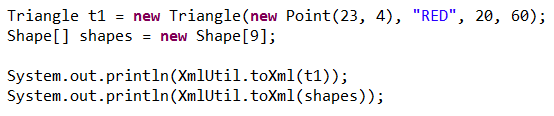 Triangle t1 = new Triangle(new Point(23, 4), "RED", 20, 60);
Shape[] shapes = new Shape[9];
System.out.println(XmlUtil.toXml(t1));
System.out.println(XmlUtil.toXml(shapes));